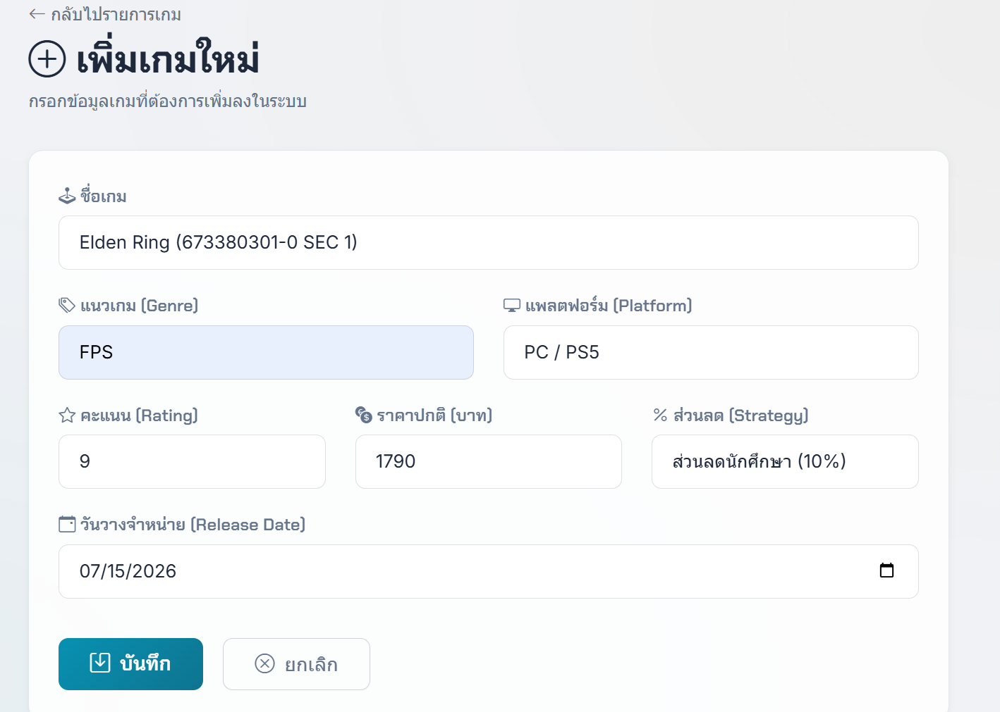 ← กลับไปรายการเกม
เพิ่มเกมใหม่
กรอกข้อมูลเกมที่ต้องการเพิ่มลงในระบบ
ชื่อเกม
Elden Ring (673380301-0 SEC 1)
แนวเกม (Genre)
แพลตฟอร์ม (Platform)
FPS
PC / PS5
คะแนน (Rating)
ราคาปกติ (บาท)
% ส่วนลด (Strategy)
9
1790
ส่วนลดนักศึกษา (10%)
วันวางจำหน่าย (Release Date)
07/15/2026
บันทึก
ยกเลิก